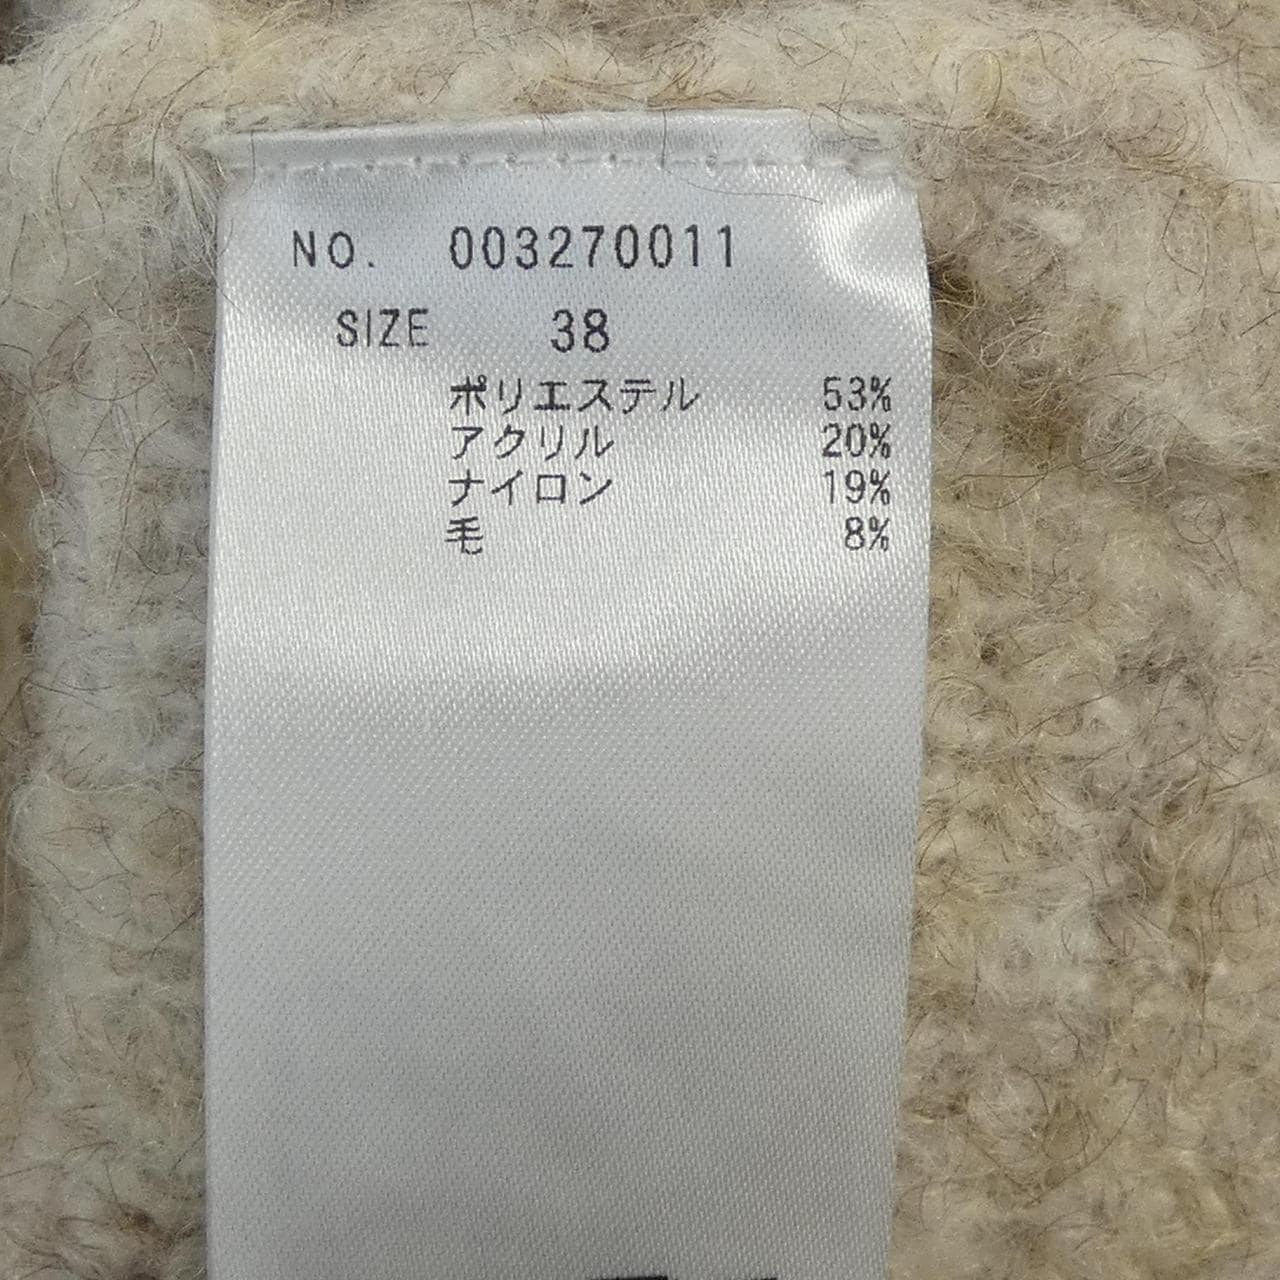 NO. 003270011
SIZE 38
ポリエステル 53%
アクリル 20%
ナイロン 19%
毛 8%